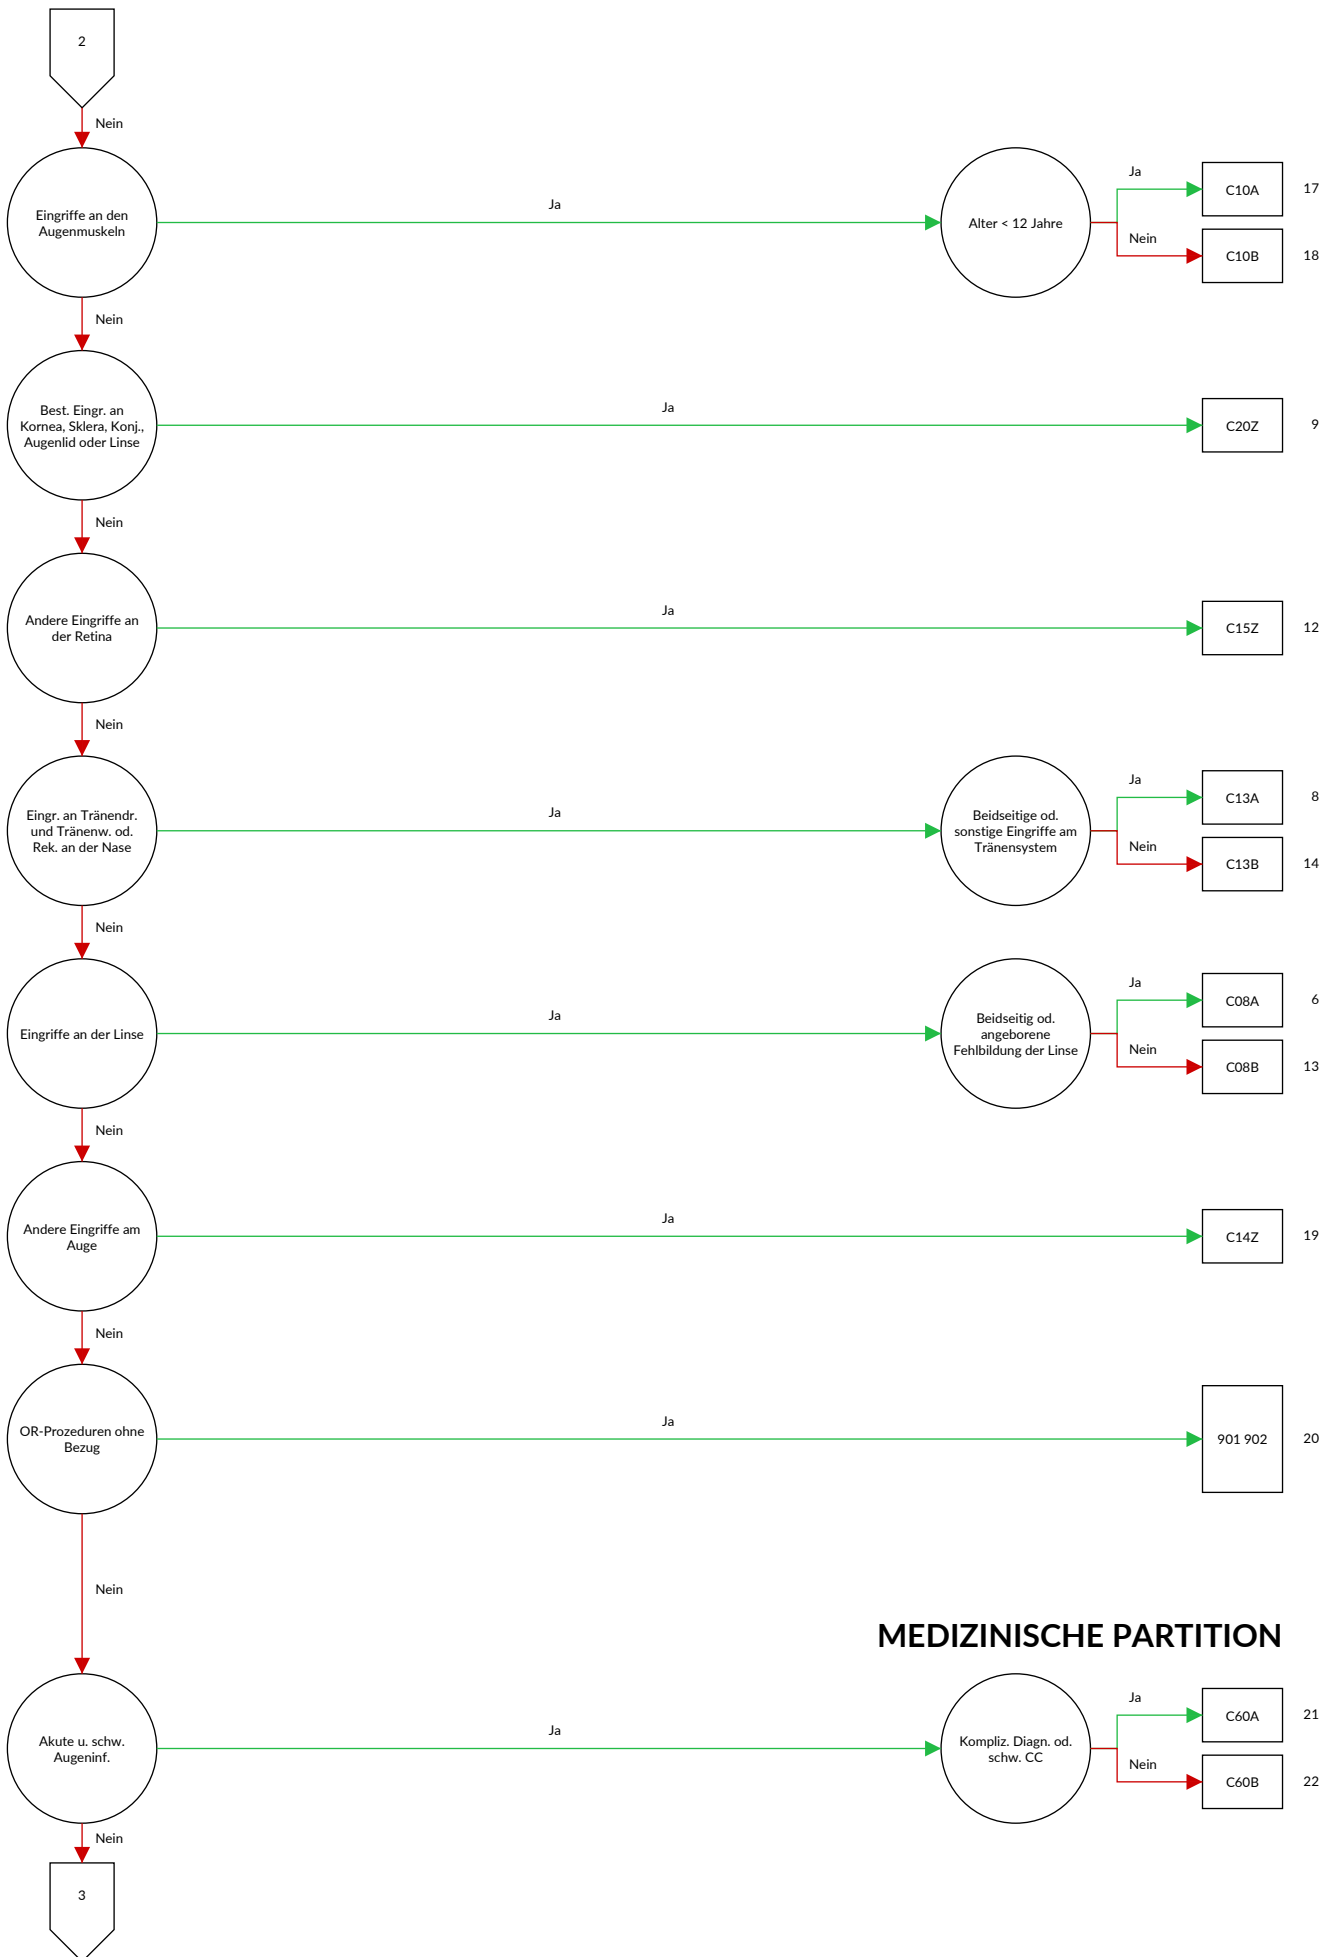 2
Nein
Eingriffe an den
Augenmuskeln
Ja
Alter < 12 Jahre
Ja
C10A
17
Nein
C10B
18
Nein
Best. Eingr. an
Kornea, Sklera, Konj.,
Augenlid oder Linse
Ja
C20Z
9
Nein
Andere Eingriffe an
der Retina
Ja
C15Z
12
Nein
Eingr. an Tränendr.
und Tränenw. od.
Rek. an der Nase
Ja
Beidseitige od.
sonstige Eingriffe am
Tränensystem
Ja
C13A
8
Nein
C13B
14
Nein
Eingriffe an der Linse
Ja
Beidseitig od.
angeborene
Fehlbildung der Linse
Ja
C08A
6
Nein
C08B
13
Nein
Andere Eingriffe am
Auge
Ja
C14Z
19
Nein
OR-Prozeduren ohne
Bezug
Ja
901 902
20
Nein
MEDIZINISCHE PARTITION
Akute u. schw.
Augeninf.
Ja
Kompliz. Diagn. od.
schw. CC
Ja
C60A
21
Nein
C60B
22
Nein
3